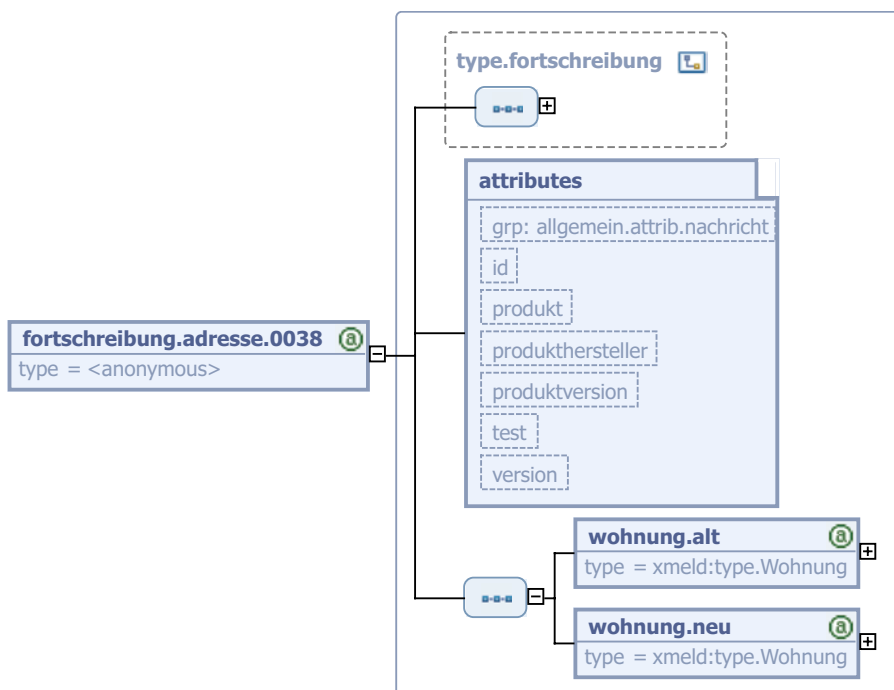 type.fortschreibung
attributes
grp: allgemein.attrib.nachricht
id
produkt
produkthersteller
produktversion
test
version
fortschreibung.adresse.0038 a
type = <anonymous>
wohnung.alt a
type = xmeld:type.Wohnung
wohnung.neu a
type = xmeld:type.Wohnung